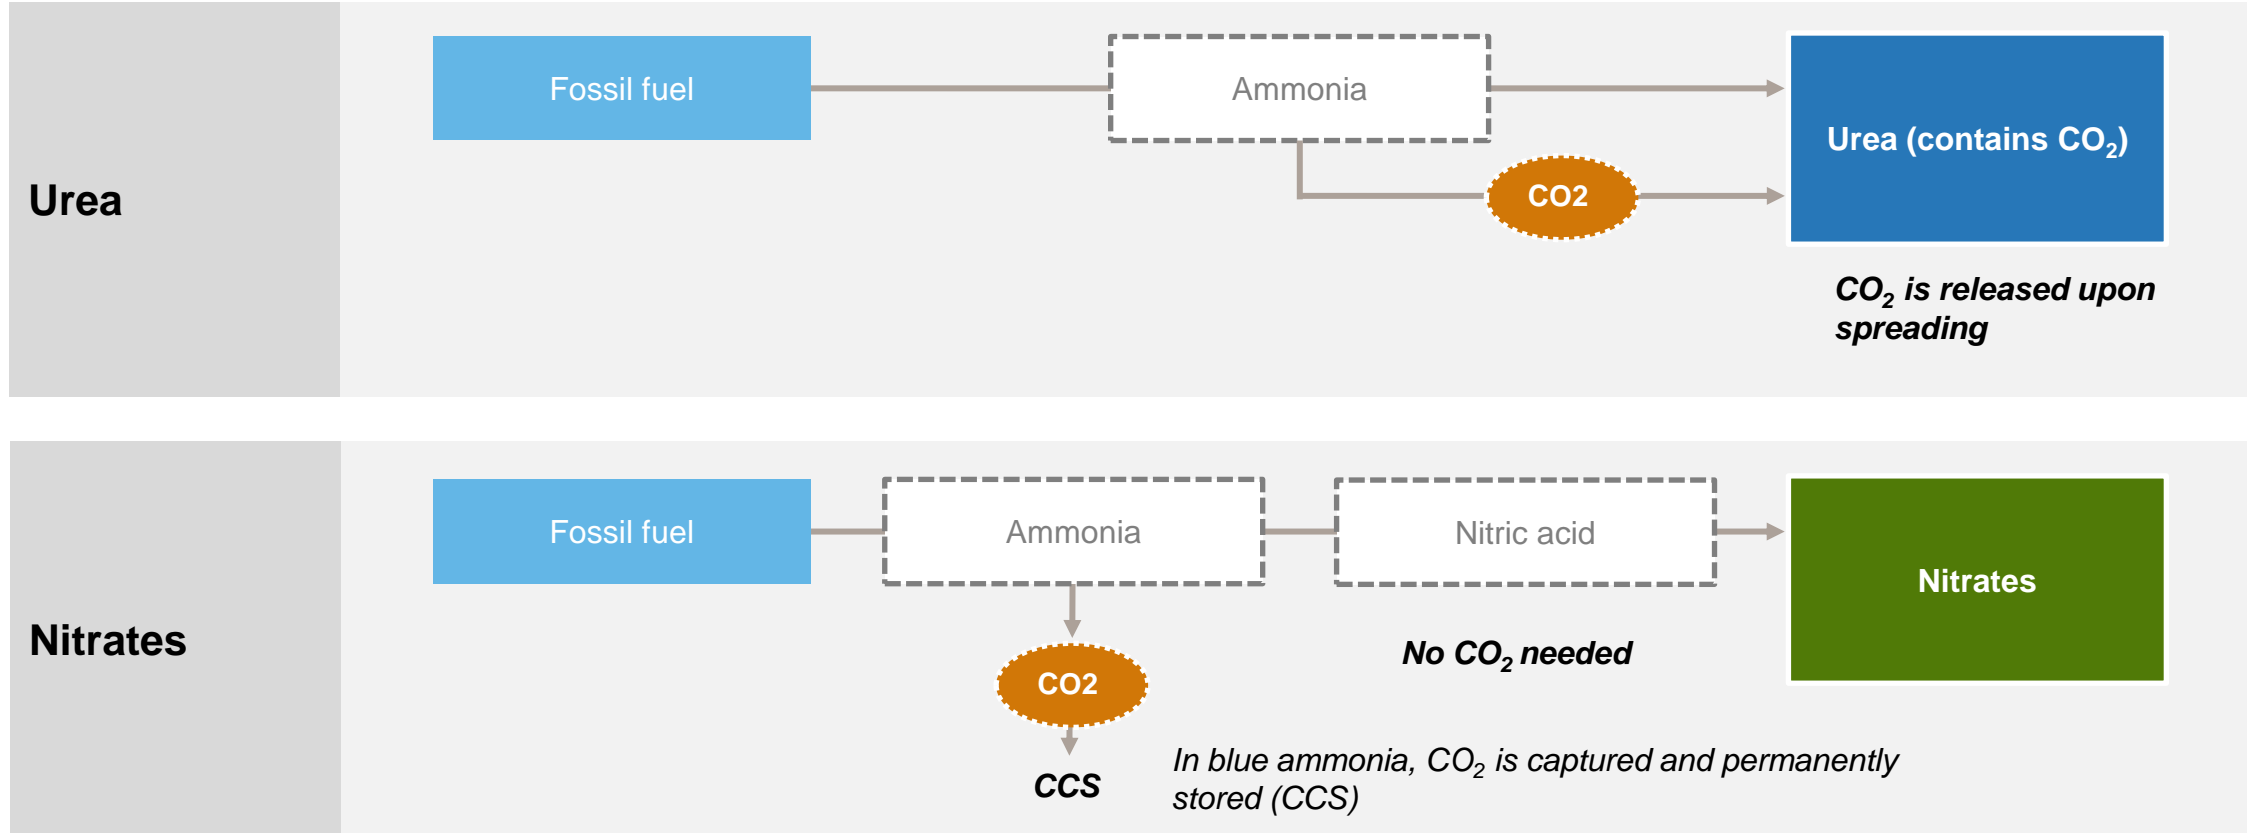 Urea
Fossil fuel
Ammonia
CO2
Urea (contains CO₂)
CO₂ is released upon
spreading
Nitrates
Fossil fuel
Ammonia
Nitric acid
Nitrates
No CO₂ needed
CO2
CCS
In blue ammonia, CO₂ is captured and permanently
stored (CCS)